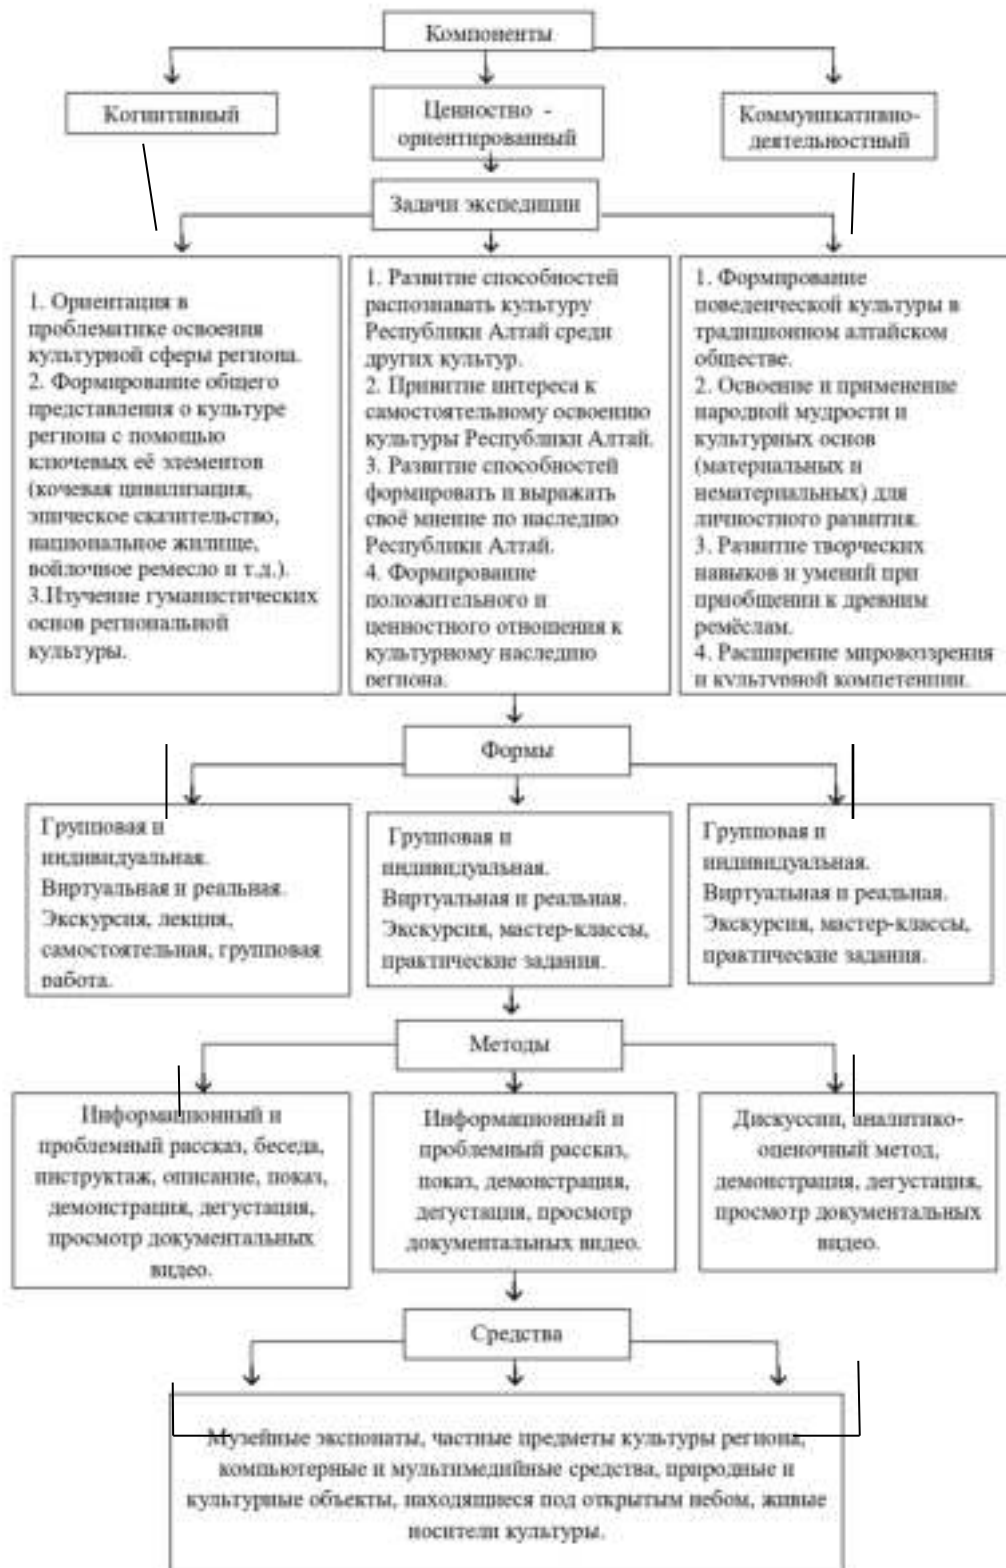 Компоненты
Когнитивный
Ценностно -
ориентированный
Коммуникативно-
деятельностный
Задачи экспедиции
1. Ориентация в
проблематике освоения
культурной сферы региона.
2. Формирование общего
представления о культуре
региона с помощью
ключевых её элементов
(кочевая цивилизация,
эпическое сказительство,
национальное жилище,
войлочное ремесло и т.д.).
3.Изучение гуманистических
основ региональной
культуры.
1. Развитие способностей
распознавать культуру
Республики Алтай среди
других культур.
2. Привитие интереса к
самостоятельному освоению
культуры Республики Алтай.
3. Развитие способностей
формировать и выражать
своё мнение по наследию
Республики Алтай.
4. Формирование
положительного и
ценностного отношения к
культурному наследию
региона.
1. Формирование
поведенческой культуры в
традиционном алтайском
обществе.
2. Освоение и применение
народной мудрости и
культурных основ
(материальных и
нематериальных) для
личностного развития.
3. Развитие творческих
навыков и умений при
приобщении к древним
ремёслам.
4. Расширение мировоззрения
и культурной компетенции.
Формы
Групповая и
индивидуальная.
Виртуальная и реальная.
Экскурсия, лекция,
самостоятельная, групповая
работа.
Групповая и
индивидуальная.
Виртуальная и реальная.
Экскурсия, мастер-классы,
практические задания.
Групповая и
индивидуальная.
Виртуальная и реальная.
Экскурсия, мастер-классы,
практические задания.
Методы
Информационный и
проблемный рассказ, беседа,
инструктаж, описание, показ,
демонстрация, дегустация,
просмотр документальных
видео.
Информационный и
проблемный рассказ,
показ, демонстрация,
дегустация, просмотр
документальных видео.
Дискуссии, аналитико-
оценочный метод,
демонстрация, дегустация,
просмотр документальных
видео.
Средства
Музейные экспонаты, частные предметы культуры региона,
компьютерные и мультимедийные средства, природные и
культурные объекты, находящиеся под открытым небом, живые
носители культуры.